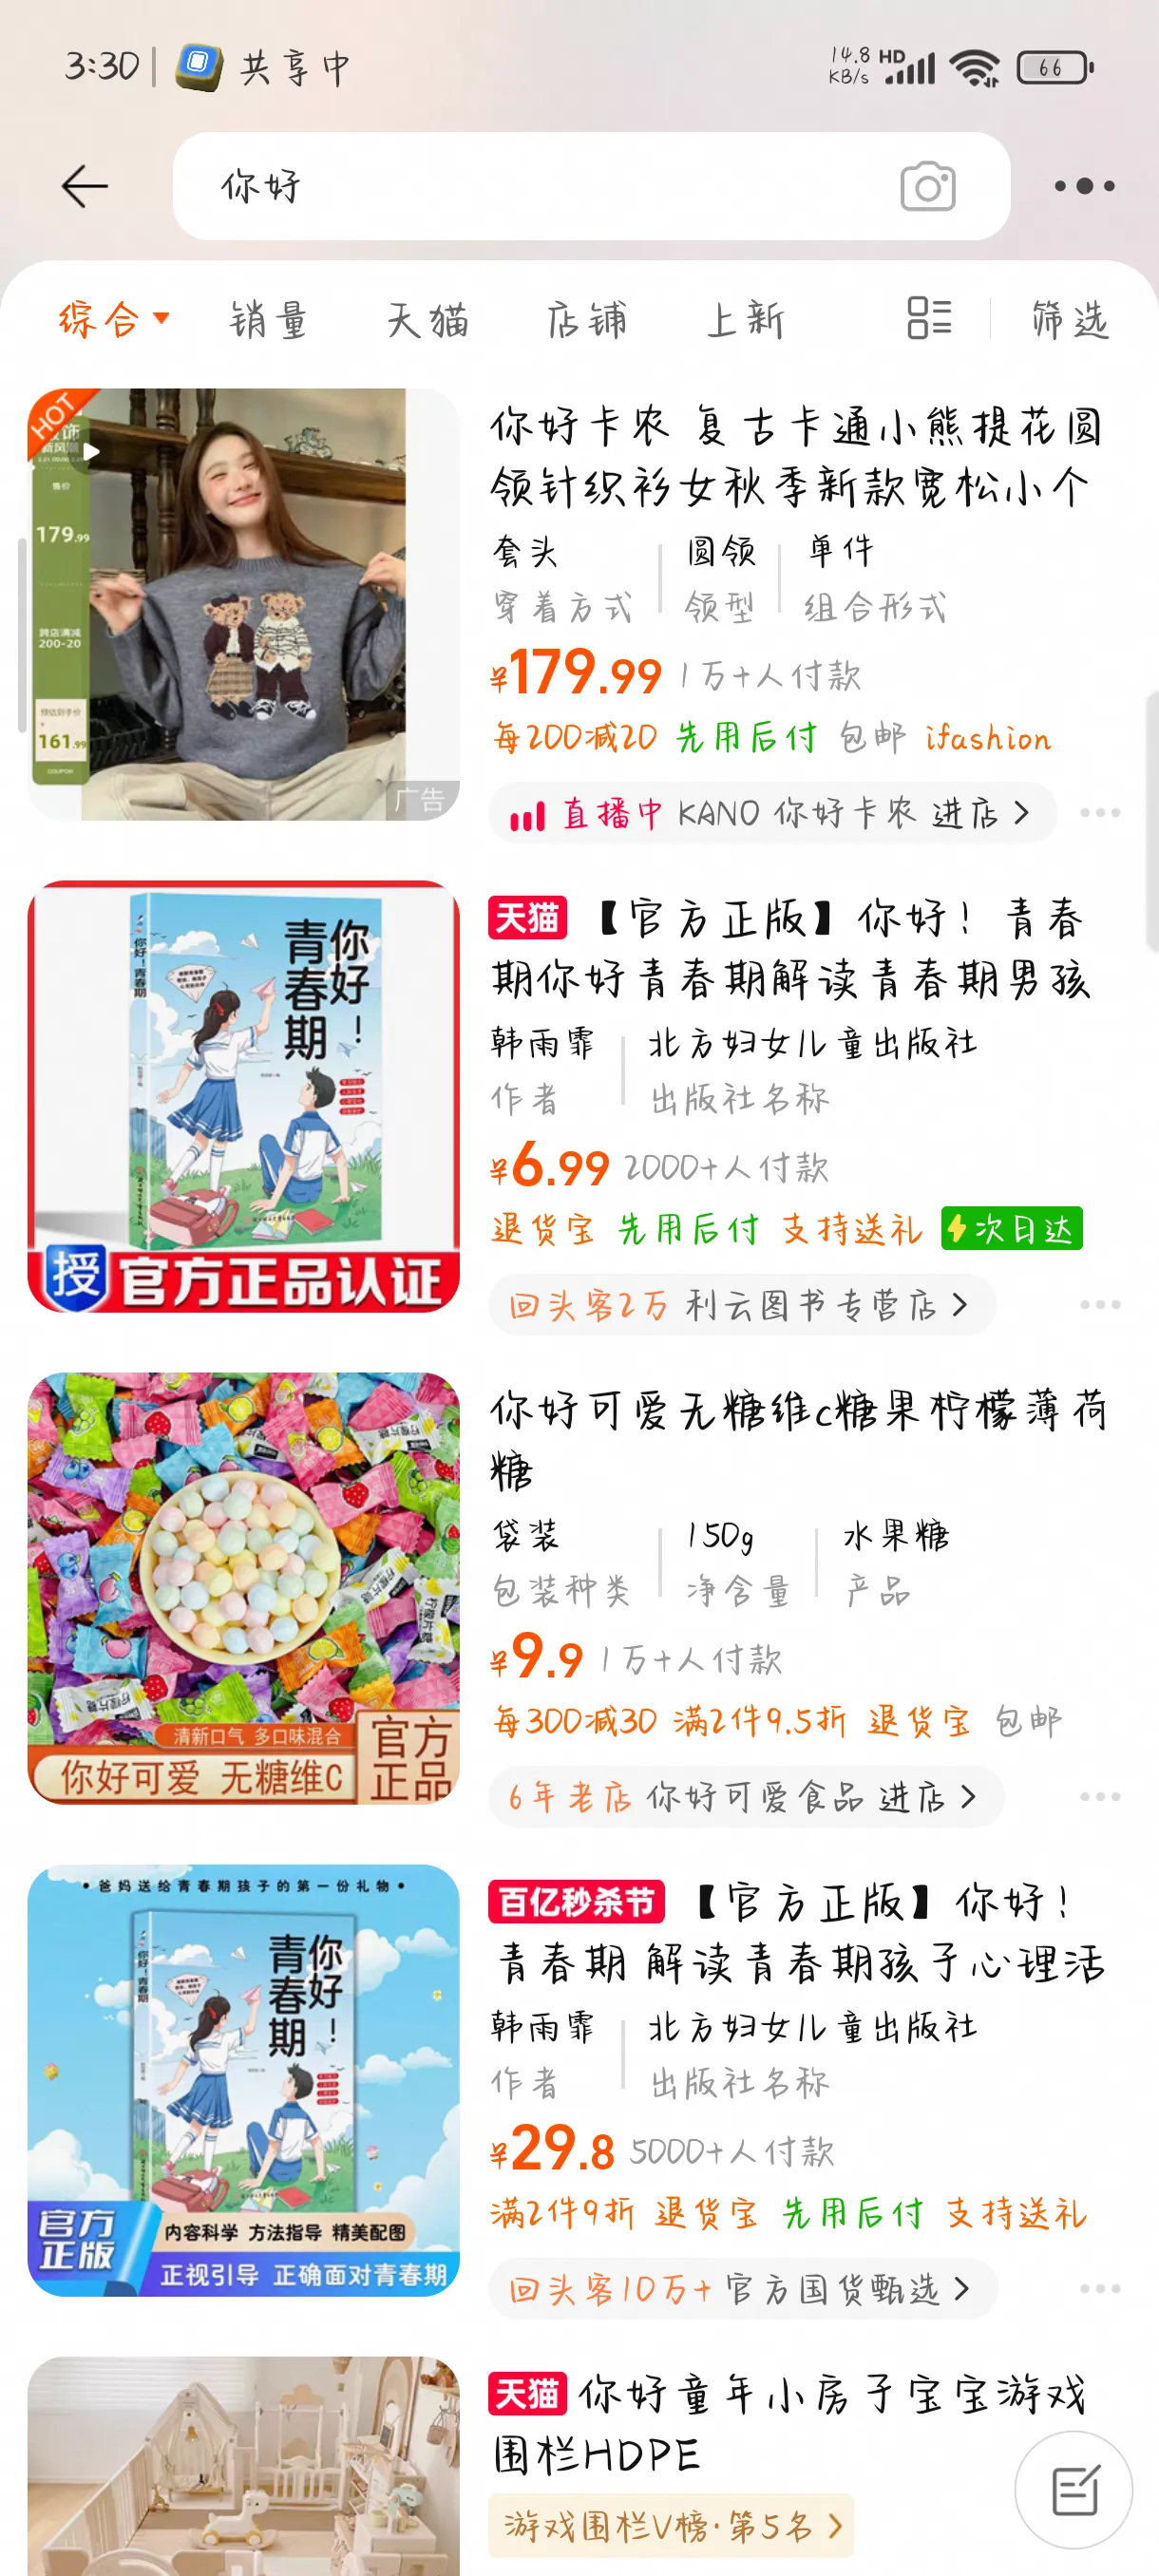 3:30
共享中
14.8 KB/s
HD
66
你好
综合
销量
天猫
店铺
上新
筛选
HOT
售价
179.99
跨店满减
200-20
161.99
COUPON
广告
你好卡农 复古卡通小熊提花圆
领针织衫女秋季新款宽松小个
套头 圆领 单件
穿着方式 领型 组合形式
¥179.99 1万+人付款
每200减20 先用后付 包邮 ifashion
直播中 KANO 你好卡农 进店
你好！
青春期
你好！青春期
授 官方正品认证
天猫 【官方正版】你好！青春
期你好青春期解读青春期男孩
韩雨霏 北方妇女儿童出版社
作者 出版社名称
¥6.99 2000+人付款
退货宝 先用后付 支持送礼 次日达
回头客2万 利云图书专营店
清新口气 多口味混合
你好可爱 无糖维C
官方
正品
你好可爱无糖维c糖果柠檬薄荷
糖
袋装 150g 水果糖
包装种类 净含量 产品
¥9.9 1万+人付款
每300减30 满2件9.5折 退货宝 包邮
6年老店 你好可爱食品 进店
• 爸妈送给青春期孩子的第一份礼物 •
你好！
青春期
你好！青春期
官方
正版
内容科学 方法指导 精美配图
正视引导 正确面对青春期
百亿秒杀节 【官方正版】你好！
青春期 解读青春期孩子心理活
韩雨霏 北方妇女儿童出版社
作者 出版社名称
¥29.8 5000+人付款
满2件9折 退货宝 先用后付 支持送礼
回头客10万+ 官方国货甄选
天猫 你好童年小房子宝宝游戏
围栏HDPE
游戏围栏V榜·第5名